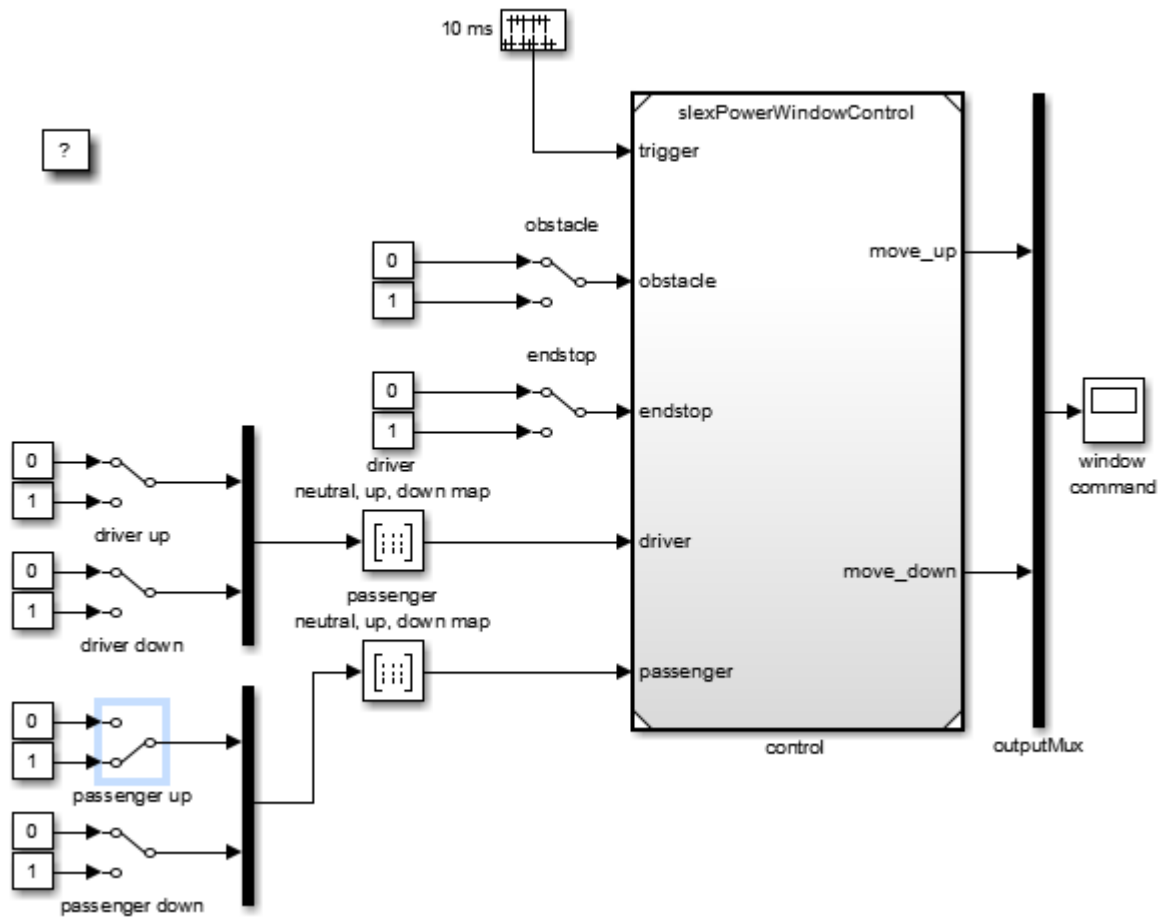 10 ms
slexPowerWindowControl
trigger
?
obstacle
0
1
obstacle
move_up
endstop
0
1
endstop
window
command
driver
neutral, up, down map
0
1
driver up
0
1
driver down
driver
move_down
passenger
neutral, up, down map
passenger
control
outputMux
0
1
passenger up
0
1
passenger down